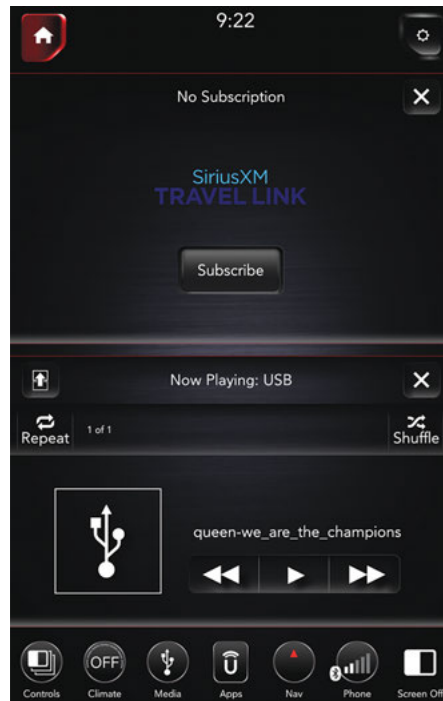 9:22
No Subscription
SiriusXM
TRAVEL LINK
Subscribe
Now Playing: USB
Repeat
1 of 1
Shuffle
queen-we_are_the_champions
OFF
Controls
Climate
Media
Apps
Nav
Phone
Screen Off